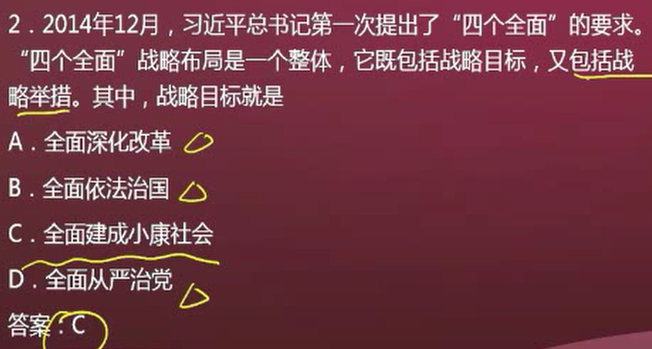 2．2014年12月，习近平总书记第一次提出了“四个全面”的要求。
“四个全面”战略布局是一个整体，它既包括战略目标，又包括战
略举措。其中，战略目标就是
A．全面深化改革
B．全面依法治国
C．全面建成小康社会
D．全面从严治党
答案：C